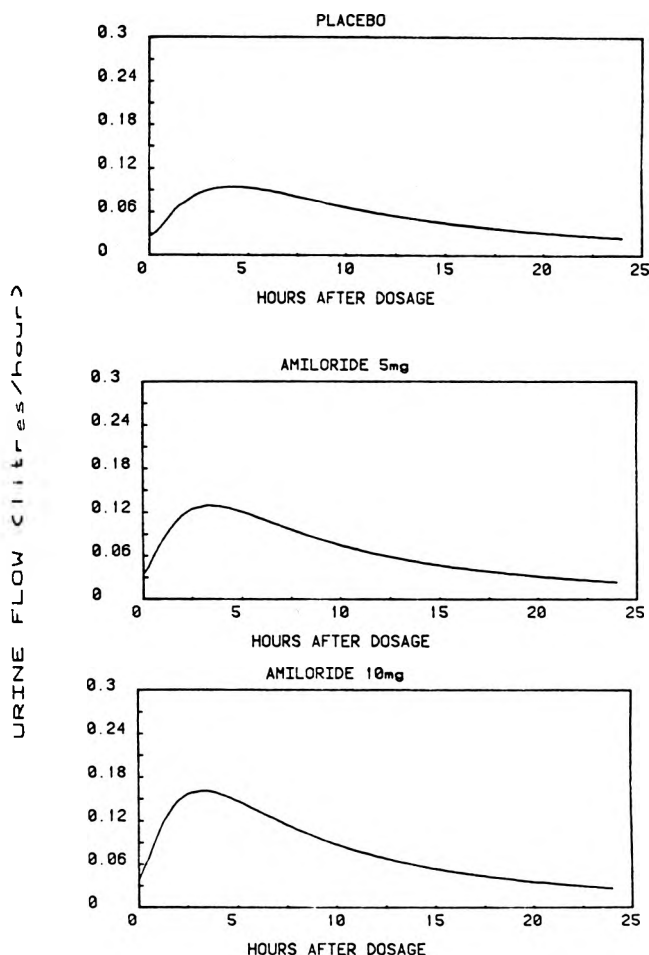 PLACEBO
0.3
0.24
0.18
0.12
0.06
0
0 5 10 15 20 25
HOURS AFTER DOSAGE
URINE FLOW (litres/hour)
AMILORIDE 5mg
0.3
0.24
0.18
0.12
0.06
0
0 5 10 15 20 25
HOURS AFTER DOSAGE
AMILORIDE 10mg
0.3
0.24
0.18
0.12
0.06
0
0 5 10 15 20 25
HOURS AFTER DOSAGE